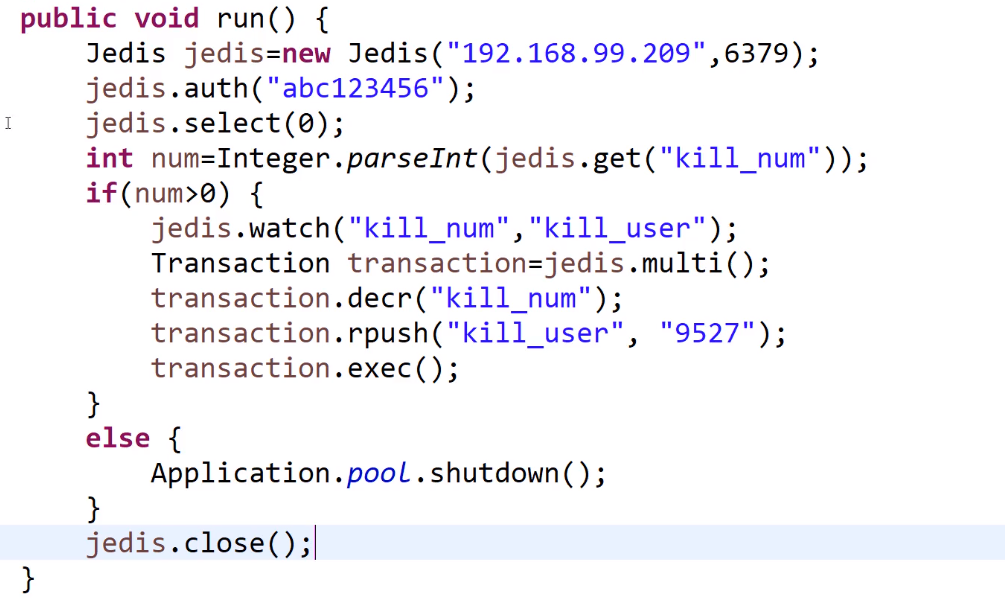 public void run() {
    Jedis jedis=new Jedis("192.168.99.209",6379);
    jedis.auth("abc123456");
    jedis.select(0);
    int num=Integer.parseInt(jedis.get("kill_num"));
    if(num>0) {
        jedis.watch("kill_num","kill_user");
        Transaction transaction=jedis.multi();
        transaction.decr("kill_num");
        transaction.rpush("kill_user", "9527");
        transaction.exec();
    }
    else {
        Application.pool.shutdown();
    }
    jedis.close();
}